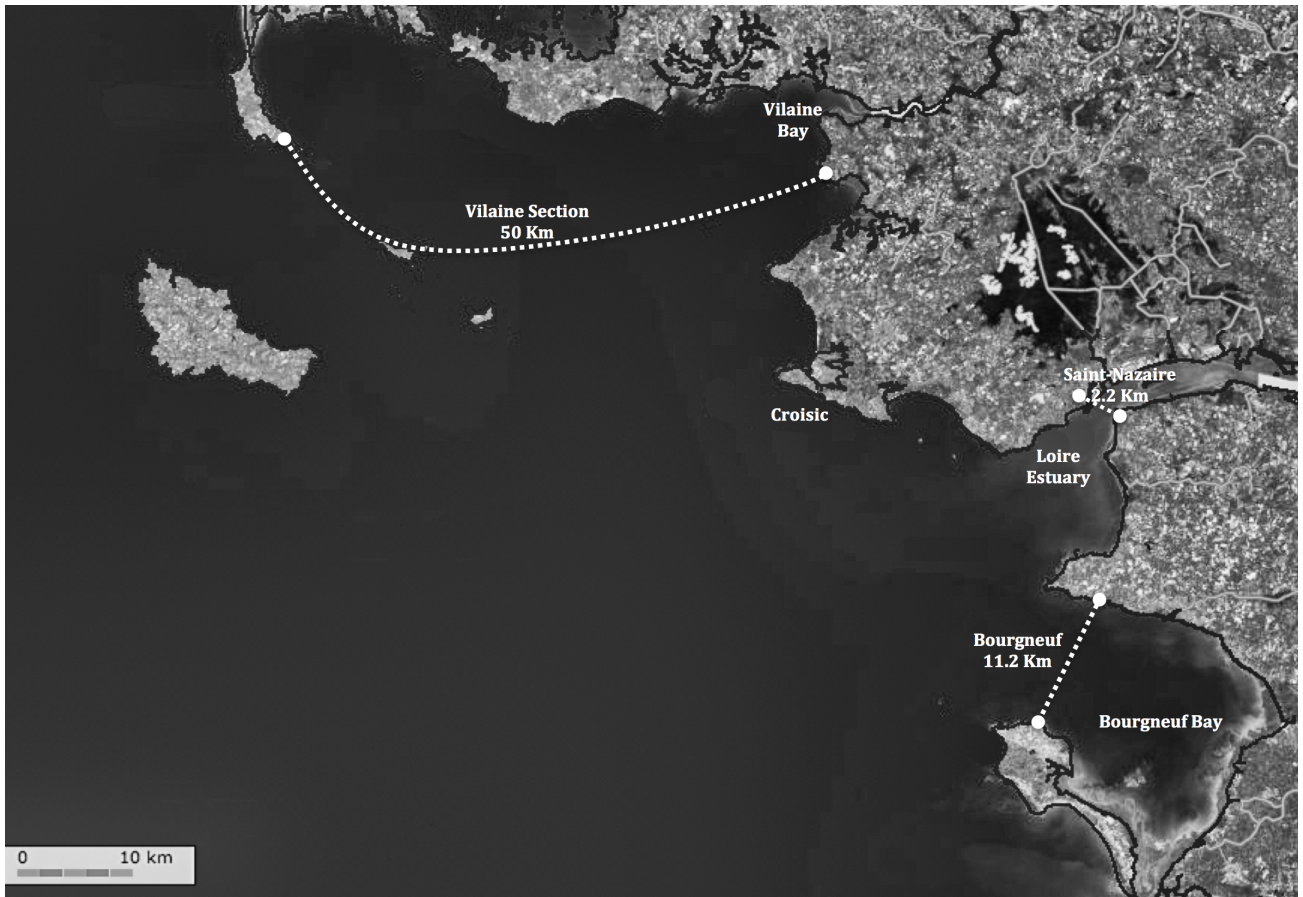 Vilaine
Bay
Vilaine Section
50 Km
Saint-Nazaire
2.2 Km
Croisic
Loire
Estuary
Bourgneuf
11.2 Km
Bourgneuf Bay
0 10 km